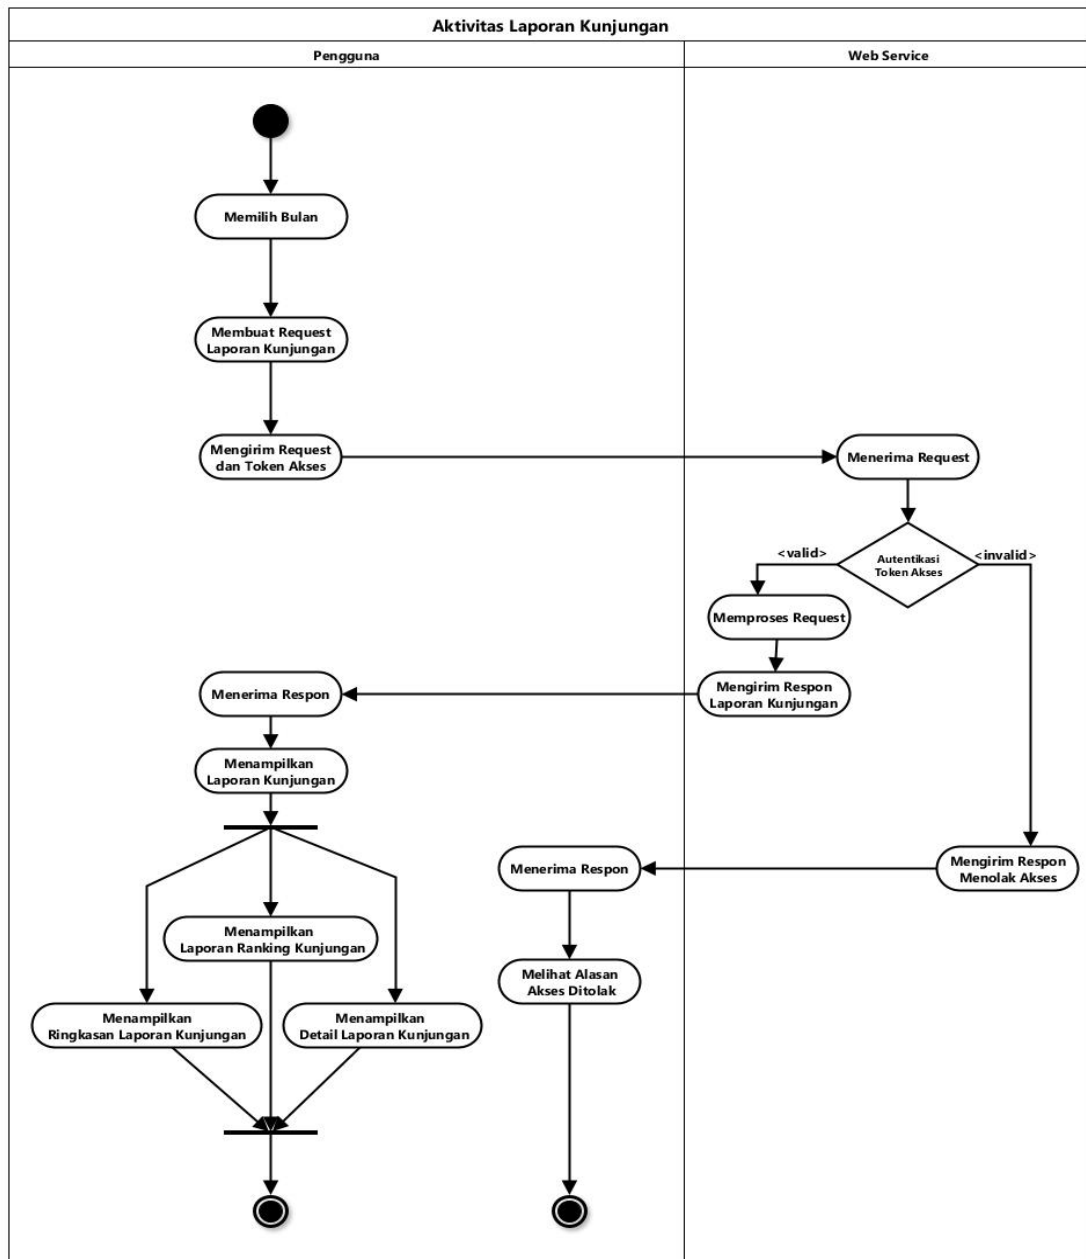 Aktivitas Laporan Kunjungan
Pengguna
Web Service
Memilih Bulan
Membuat Request
Laporan Kunjungan
Mengirim Request
dan Token Akses
Menerima Request
Autentikasi
Token Akses
<valid>
<invalid>
Memproses Request
Mengirim Respon
Laporan Kunjungan
Menerima Respon
Menampilkan
Laporan Kunjungan
Mengirim Respon
Menolak Akses
Menerima Respon
Menampilkan
Laporan Ranking Kunjungan
Melihat Alasan
Akses Ditolak
Menampilkan
Ringkasan Laporan Kunjungan
Menampilkan
Detail Laporan Kunjungan